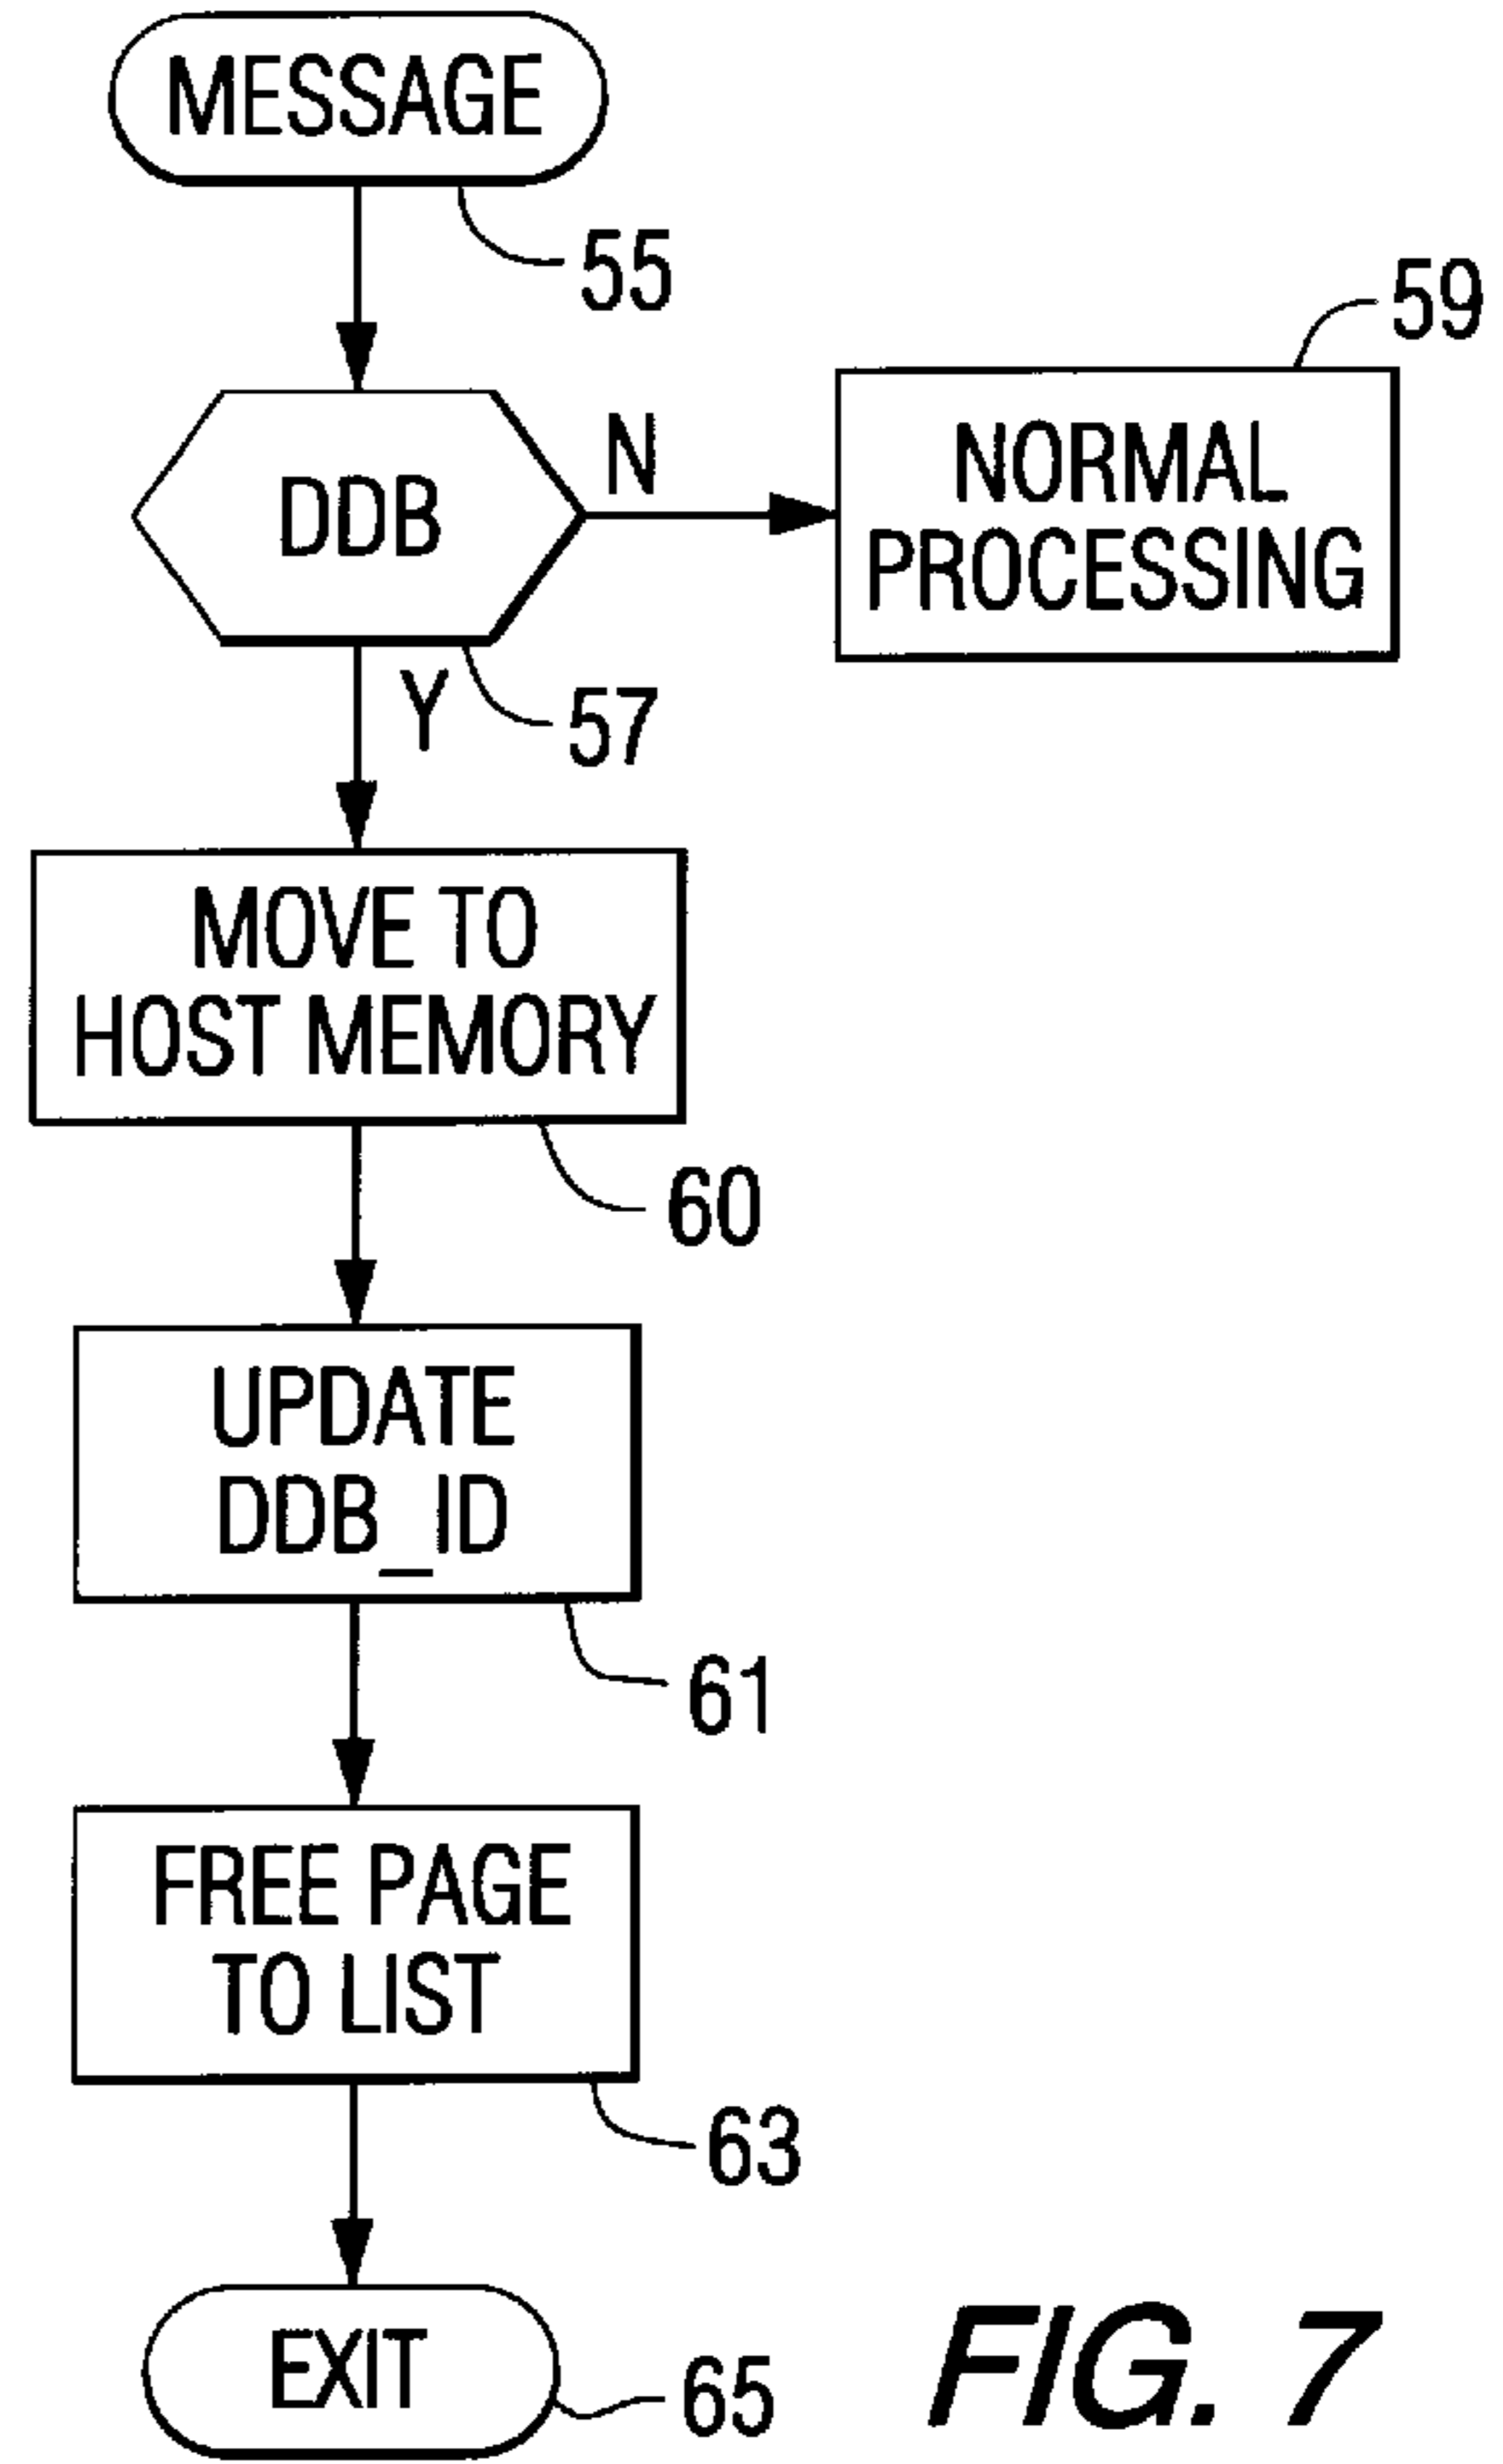 MESSAGE
55
DDB
N
NORMAL
PROCESSING
59
Y
57
MOVE TO
HOST MEMORY
60
UPDATE
DDB_ID
61
FREE PAGE
TO LIST
63
EXIT
65
FIG. 7